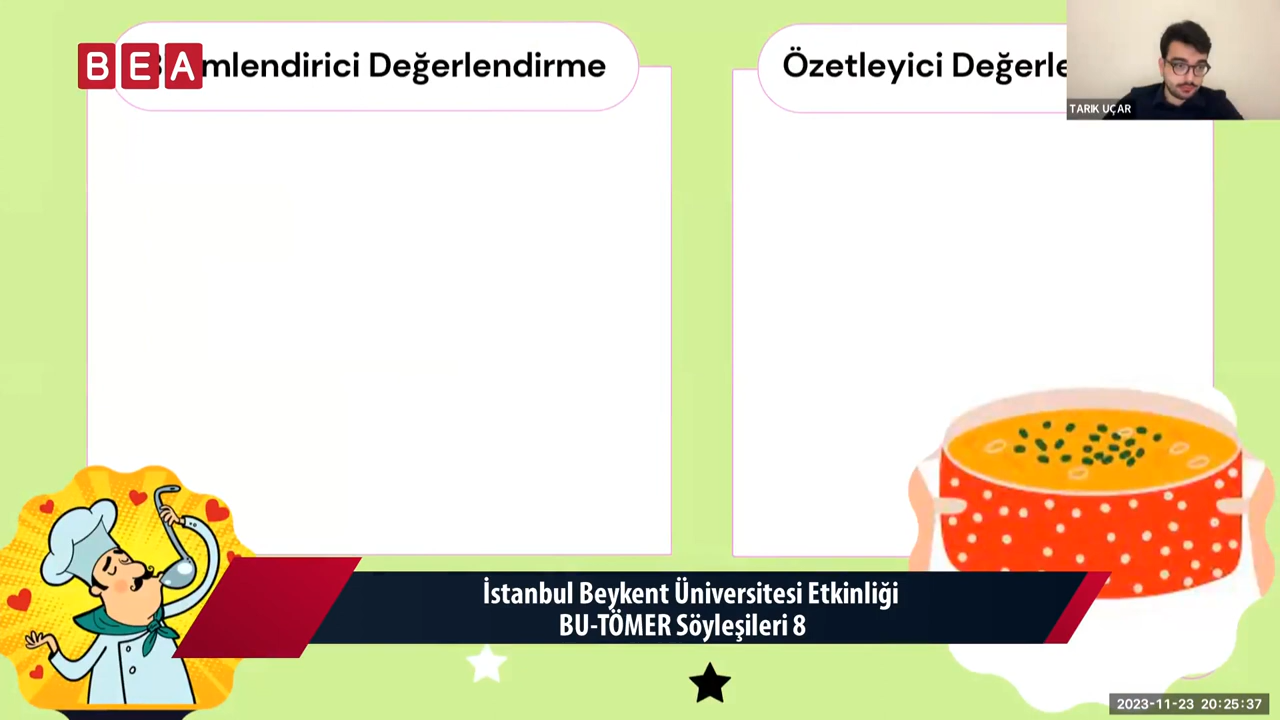 BEA
mlendirici Değerlendirme
Özetleyici Değerle
TARIK UÇAR
İstanbul Beykent Üniversitesi Etkinliği
BU-TÖMER Söyleşileri 8
2023-11-23 20:25:37